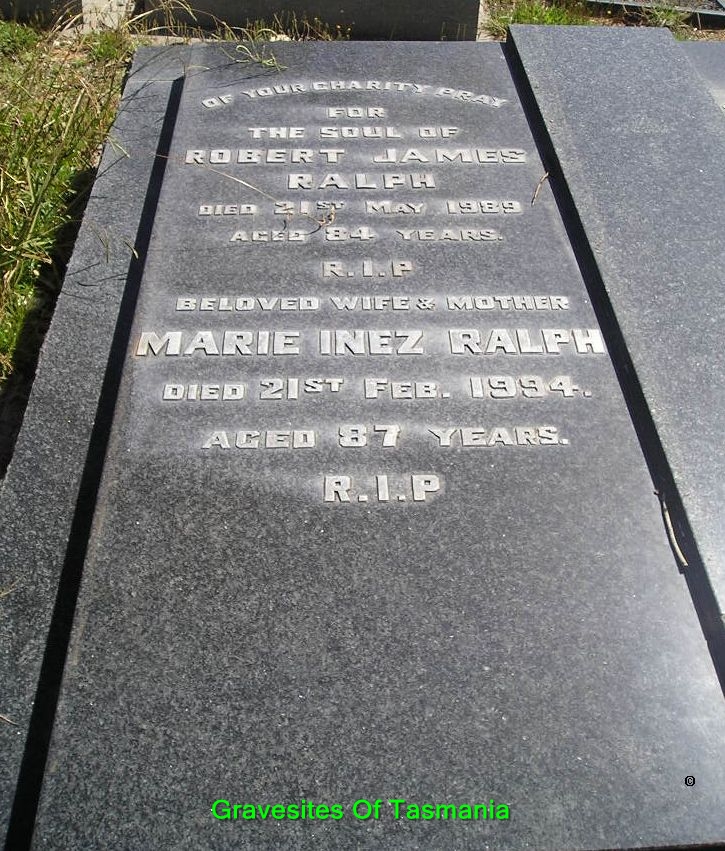 OF YOUR CHARITY PRAY
FOR
THE SOUL OF
ROBERT JAMES
RALPH
DIED 21ST MAY 1989
AGED 84 YEARS.
R.I.P
BELOVED WIFE & MOTHER
MARIE INEZ RALPH
DIED 21ST FEB. 1994.
AGED 87 YEARS.
R.I.P
©
Gravesites Of Tasmania